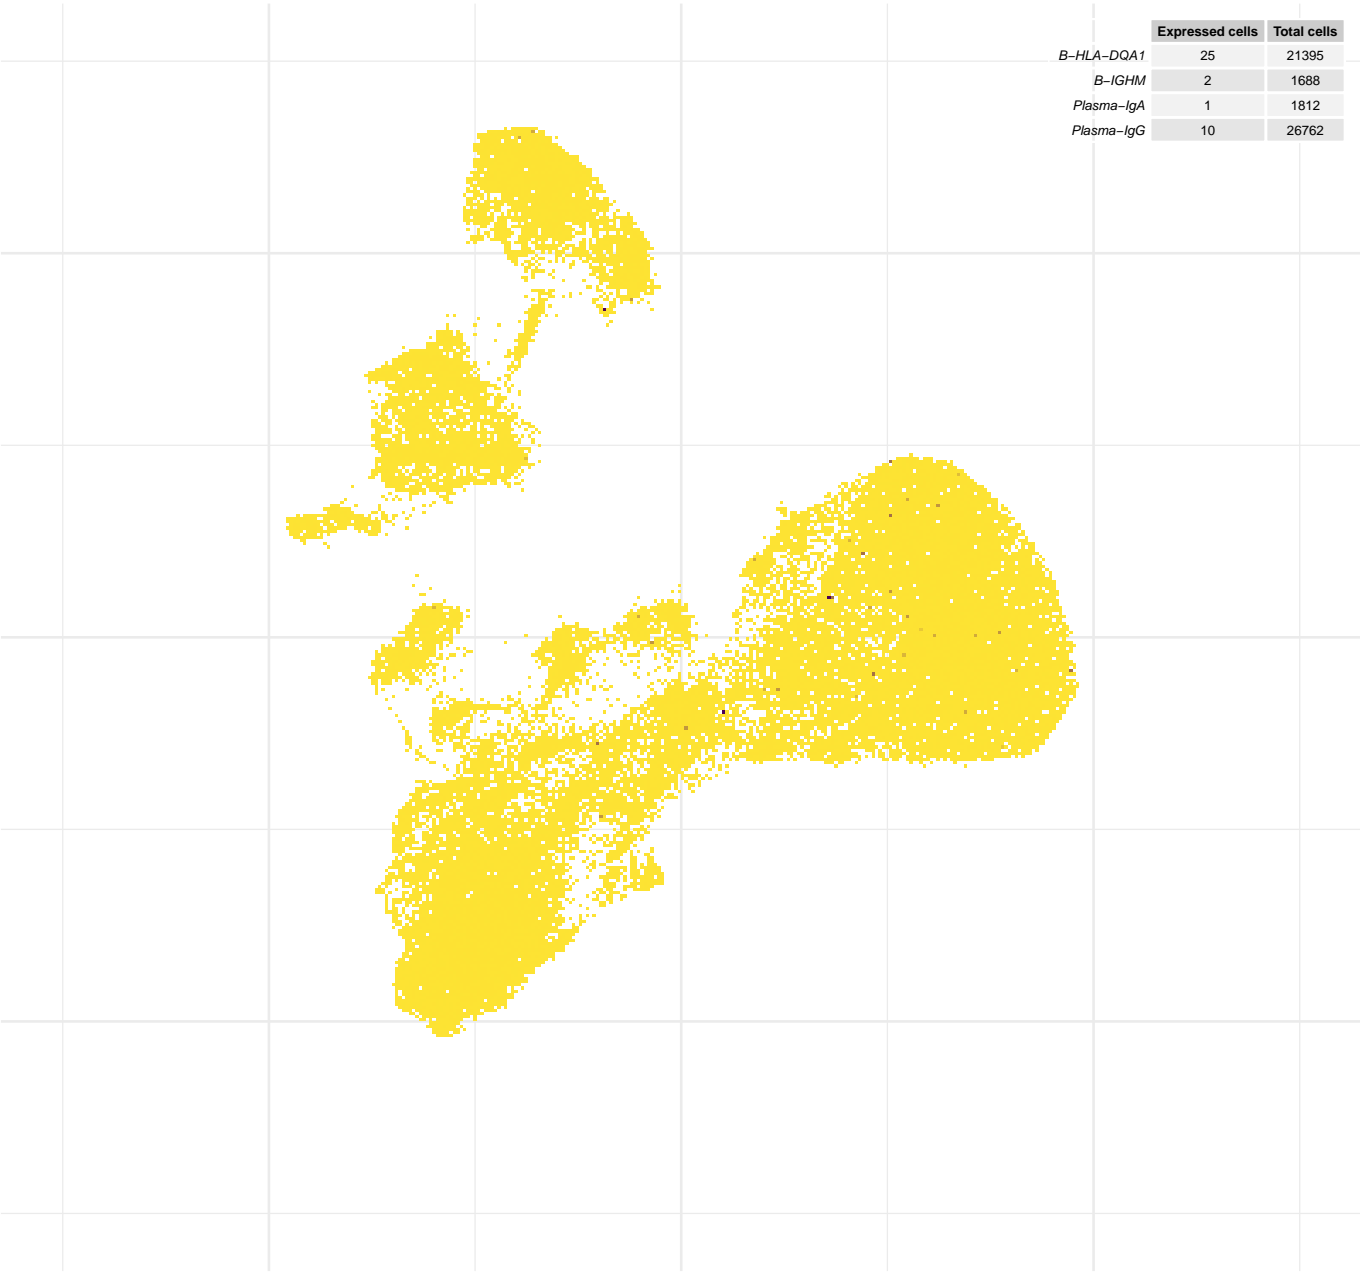 Expressed cells Total cells
B−HLA−DQA1 25 21395
B−IGHM 2 1688
Plasma−IgA 1 1812
Plasma−IgG 10 26762